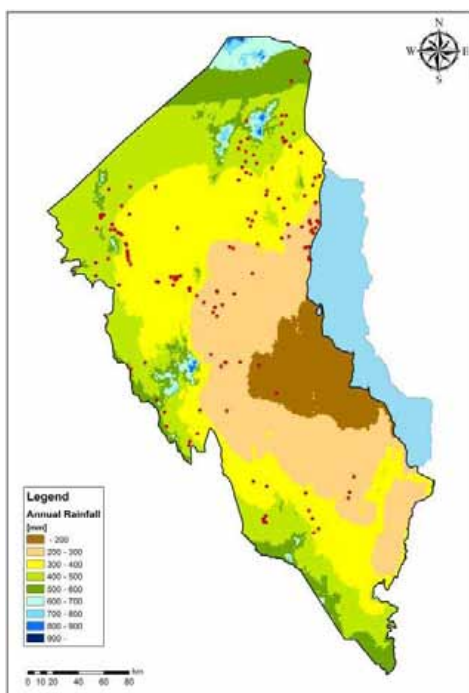 N
W E
S
Legend
Annual Rainfall
[mm]
- 200
200 - 300
300 - 400
400 - 500
500 - 600
600 - 700
700 - 800
800 - 900
900 -
0 10 20 40 60 80 km